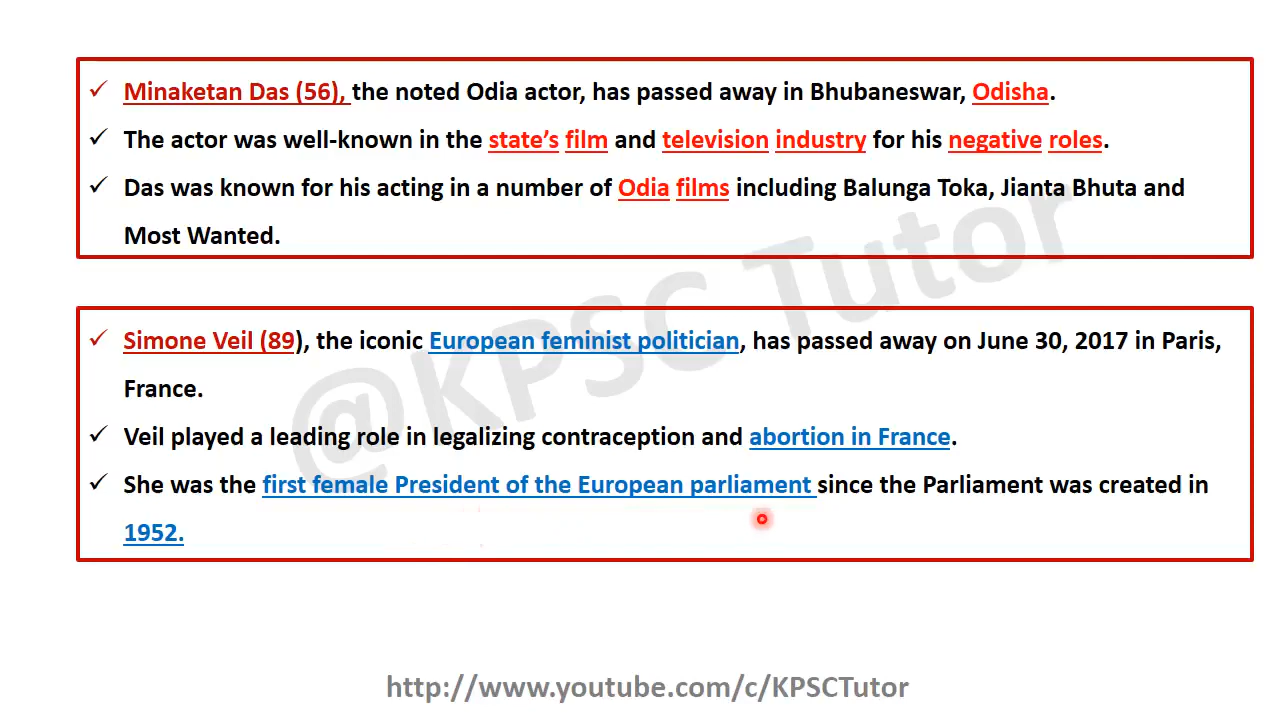 ✓ Minaketan Das (56), the noted Odia actor, has passed away in Bhubaneswar, Odisha.
✓ The actor was well-known in the state’s film and television industry for his negative roles.
✓ Das was known for his acting in a number of Odia films including Balunga Toka, Jianta Bhuta and
Most Wanted.
✓ Simone Veil (89), the iconic European feminist politician, has passed away on June 30, 2017 in Paris,
France.
✓ Veil played a leading role in legalizing contraception and abortion in France.
✓ She was the first female President of the European parliament since the Parliament was created in
1952.
@KPSC Tutor
http://www.youtube.com/c/KPSCTutor